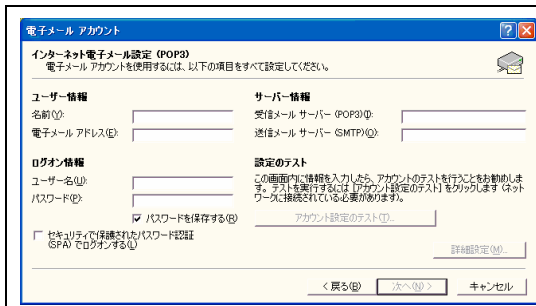 電子メール アカウント
インターネット電子メール設定 (POP3)
電子メール アカウントを使用するには、以下の項目をすべて設定してください。
ユーザー情報
名前(Y):
電子メール アドレス(E):
サーバー情報
受信メール サーバー (POP3)(I):
送信メール サーバー (SMTP)(O):
ログオン情報
ユーザー名(U):
パスワード(P):
パスワードを保存する(R)
セキュリティで保護されたパスワード認証
(SPA) でログオンする(L)
設定のテスト
この画面内に情報を入力したら、アカウントのテストを行うことをお勧めしま
す。テストを実行するには [アカウント設定のテスト] をクリックします (ネット
ワークに接続されている必要があります)。
アカウント設定のテスト(T)...
詳細設定(M)...
< 戻る(B)
次へ(N) >
キャンセル